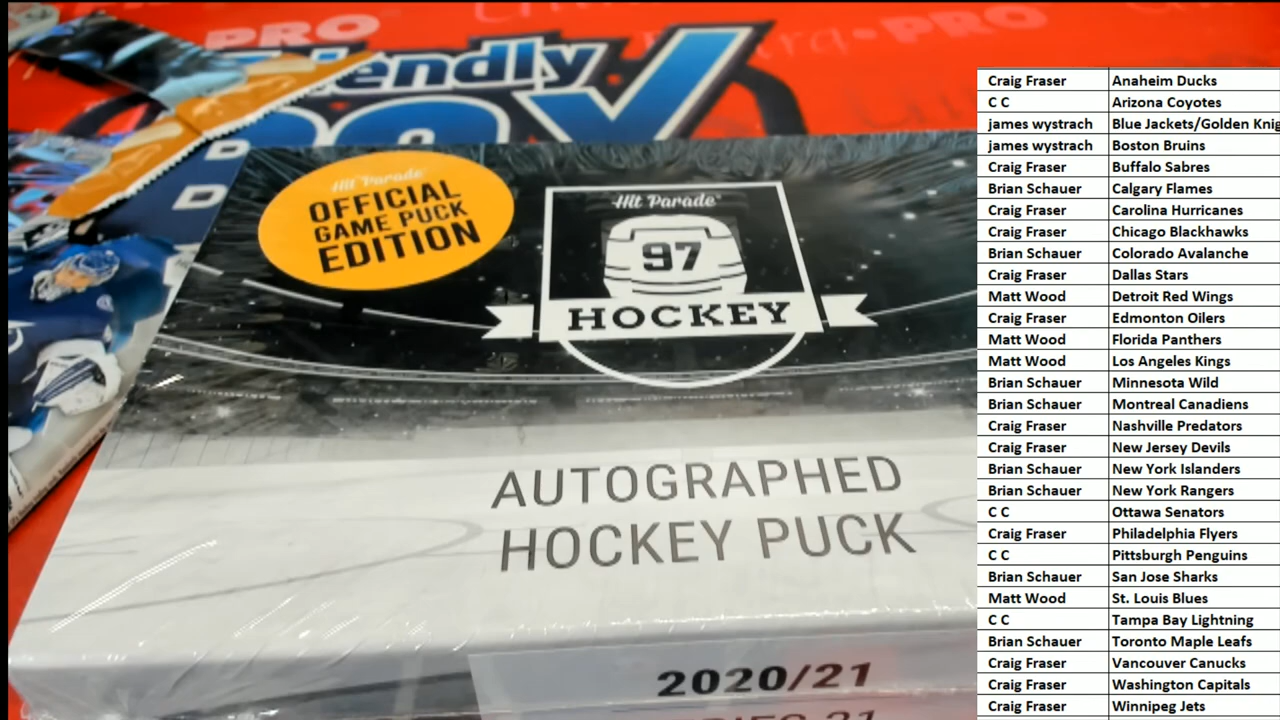 PRO
PRO
endly
Hit Parade
OFFICIAL
GAME PUCK
EDITION
Hit Parade
97
HOCKEY
AUTOGRAPHED
HOCKEY PUCK
2020/21
Craig Fraser Anaheim Ducks
C C Arizona Coyotes
james wystrach Blue Jackets/Golden Knig
james wystrach Boston Bruins
Craig Fraser Buffalo Sabres
Brian Schauer Calgary Flames
Craig Fraser Carolina Hurricanes
Craig Fraser Chicago Blackhawks
Brian Schauer Colorado Avalanche
Craig Fraser Dallas Stars
Matt Wood Detroit Red Wings
Craig Fraser Edmonton Oilers
Matt Wood Florida Panthers
Matt Wood Los Angeles Kings
Brian Schauer Minnesota Wild
Brian Schauer Montreal Canadiens
Craig Fraser Nashville Predators
Craig Fraser New Jersey Devils
Brian Schauer New York Islanders
Brian Schauer New York Rangers
C C Ottawa Senators
Craig Fraser Philadelphia Flyers
C C Pittsburgh Penguins
Brian Schauer San Jose Sharks
Matt Wood St. Louis Blues
C C Tampa Bay Lightning
Brian Schauer Toronto Maple Leafs
Craig Fraser Vancouver Canucks
Craig Fraser Washington Capitals
Craig Fraser Winnipeg Jets